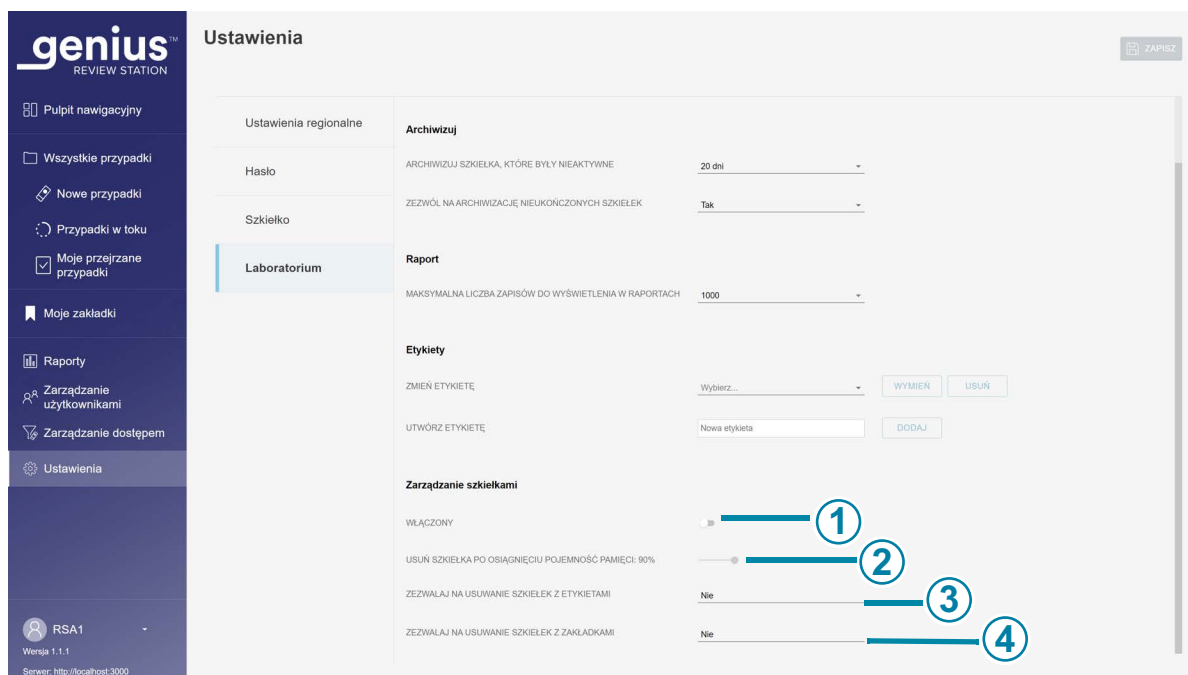 genius™
REVIEW STATION
Pulpit nawigacyjny
Wszystkie przypadki
Nowe przypadki
Przypadki w toku
Moje przejrzane
przypadki
Moje zakładki
Raporty
Zarządzanie
użytkownikami
Zarządzanie dostępem
Ustawienia
RSA1
Wersja 1.1.1
Serwer: http://localhost:3000
Ustawienia
ZAPISZ
Ustawienia regionalne
Hasło
Szkiełko
Laboratorium
Archiwizuj
ARCHIWIZUJ SZKIEŁKA, KTÓRE BYŁY NIEAKTYWNE 20 dni
ZEZWÓL NA ARCHIWIZACJĘ NIEUKOŃCZONYCH SZKIEŁEK Tak
Raport
MAKSYMALNA LICZBA ZAPISÓW DO WYŚWIETLENIA W RAPORTACH 1000
Etykiety
ZMIEŃ ETYKIETĘ Wybierz... WYMIEŃ USUŃ
UTWÓRZ ETYKIETĘ Nowa etykieta DODAJ
Zarządzanie szkiełkami
WŁĄCZONY 1
USUŃ SZKIEŁKA PO OSIĄGNIĘCIU POJEMNOŚĆ PAMIĘCI: 90% 2
ZEZWALAJ NA USUWANIE SZKIEŁEK Z ETYKIETAMI Nie 3
ZEZWALAJ NA USUWANIE SZKIEŁEK Z ZAKŁADKAMI Nie 4